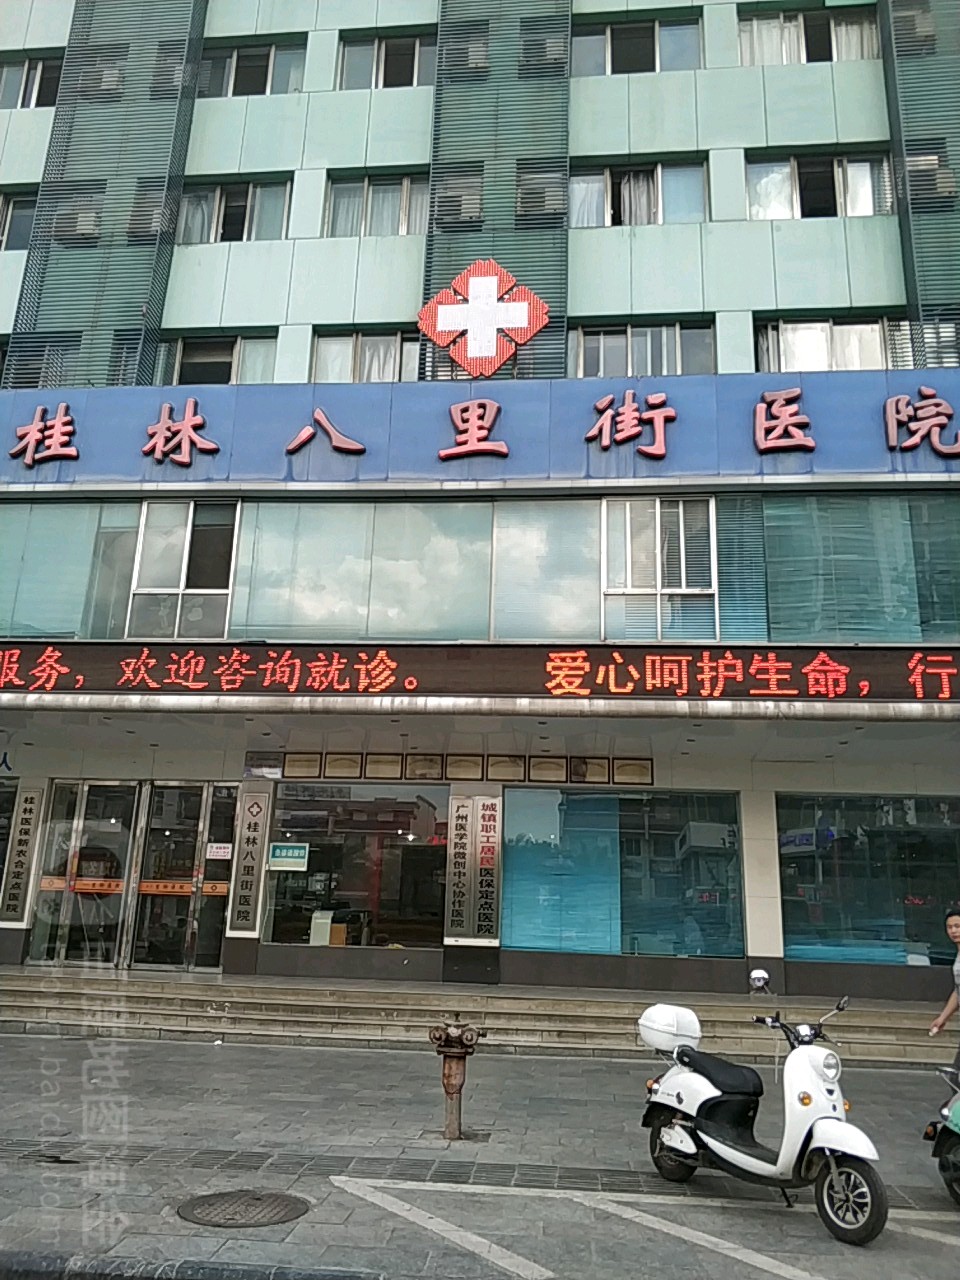 桂林八里街医院
服务，欢迎咨询就诊。 爱心呵护生命，行
桂林医保新农合定点医院
桂林八里街医院
广州医学院微创中心协作医院
城镇职工居民医保定点医院